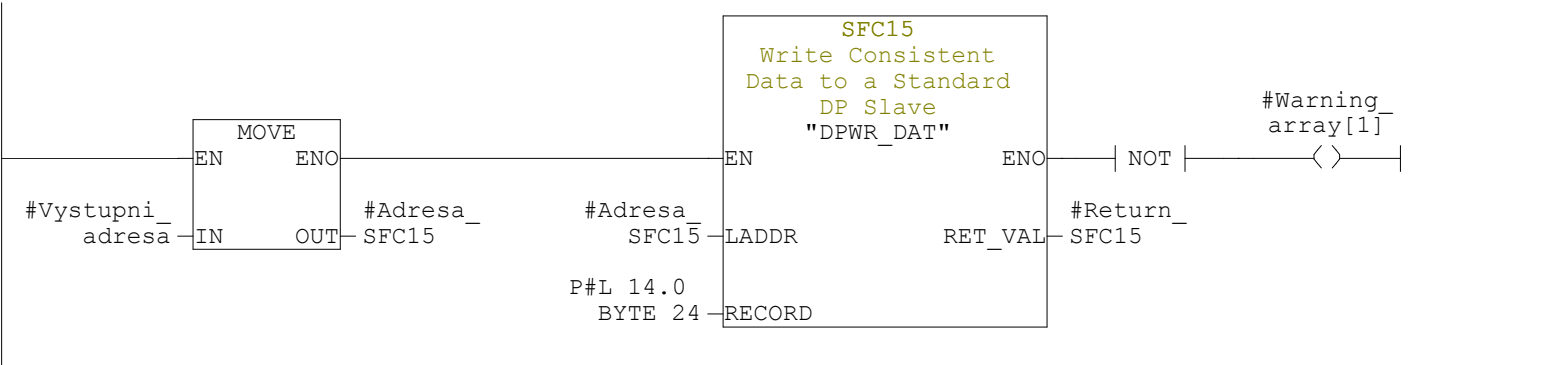 SFC15
Write Consistent
Data to a Standard
DP Slave
"DPWR_DAT"
#Warning_
array[1]
MOVE
EN
ENO
EN
ENO
NOT
#Vystupni_
adresa
IN
OUT
#Adresa_
SFC15
#Adresa_
SFC15
LADDR
RET_VAL
#Return_
SFC15
P#L 14.0
BYTE 24
RECORD